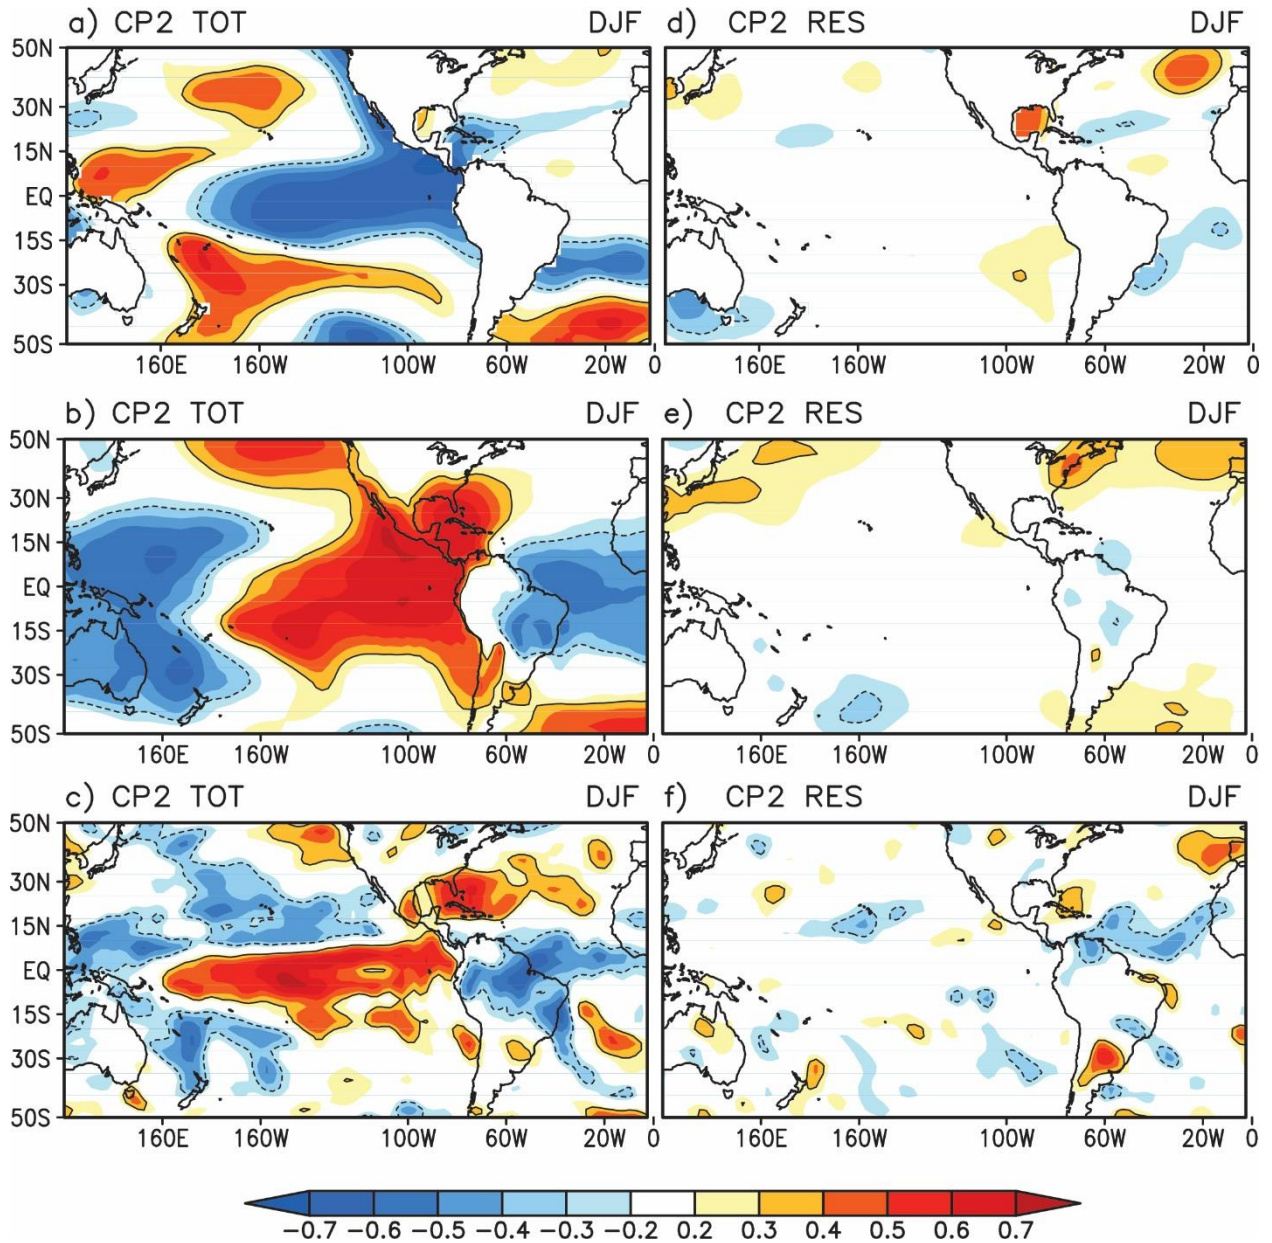 a) CP2 TOT DJF d) CP2 RES DJF
50N
30N
15N
EQ
15S
30S
50S
160E 160W 100W 60W 20W 0 160E 160W 100W 60W 20W 0
b) CP2 TOT DJF e) CP2 RES DJF
50N
30N
15N
EQ
15S
30S
50S
160E 160W 100W 60W 20W 0 160E 160W 100W 60W 20W 0
c) CP2 TOT DJF f) CP2 RES DJF
50N
30N
15N
EQ
15S
30S
50S
160E 160W 100W 60W 20W 0 160E 160W 100W 60W 20W 0
−0.7 −0.6 −0.5 −0.4 −0.3 −0.2 0.2 0.3 0.4 0.5 0.6 0.7